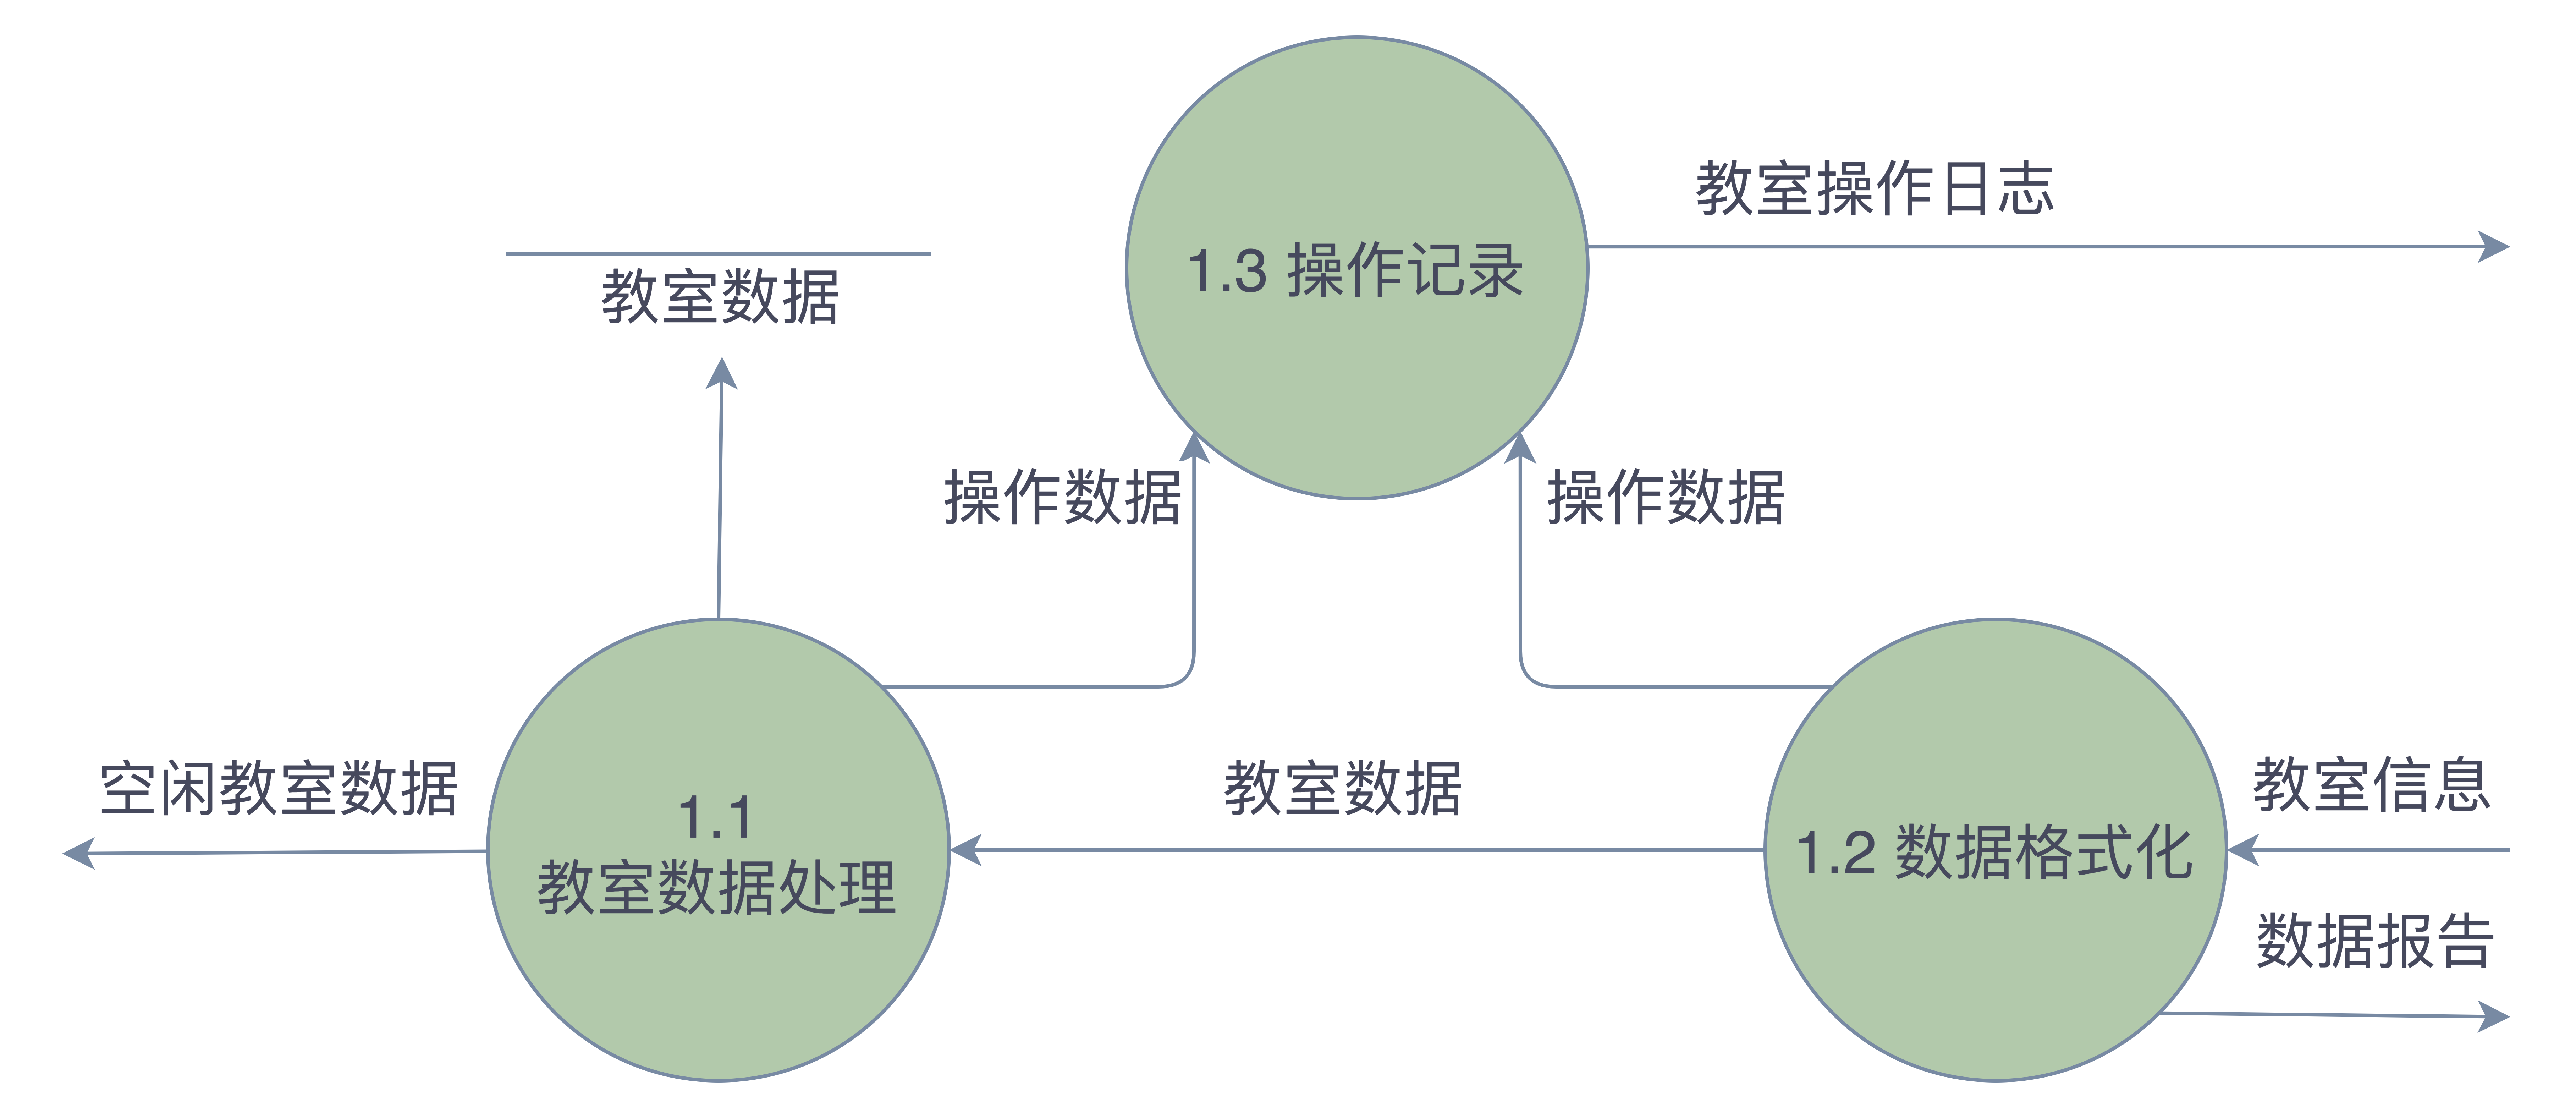 教室操作日志
1.3 操作记录
教室数据
操作数据
操作数据
空闲教室数据
1.1
教室数据处理
教室数据
1.2 数据格式化
教室信息
数据报告